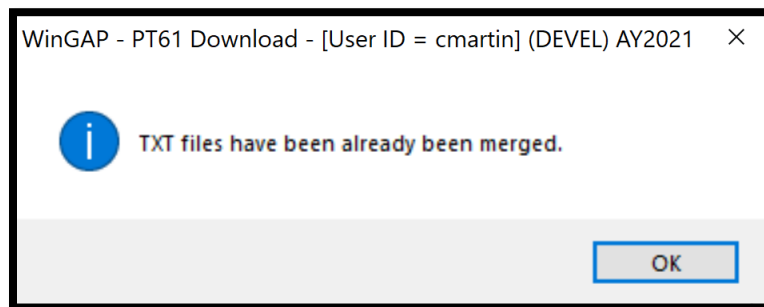 WinGAP - PT61 Download - [User ID = cmartin] (DEVEL) AY2021
TXT files have been already been merged.
OK